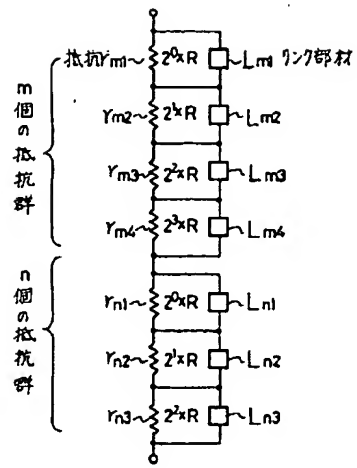 抵抗rm1 2⁰×R Lm1 リンク部材
m個の抵抗群
rm2 2¹×R Lm2
rm3 2²×R Lm3
rm4 2³×R Lm4
n個の抵抗群
rn1 2⁰×R Ln1
rn2 2¹×R Ln2
rn3 2²×R Ln3